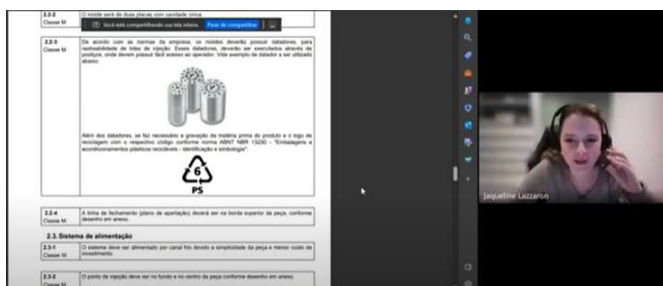 2.2-2 O molde será de duas placas com cavidade única.
Classe M
Você está compartilhando sua tela inteira. Parar de compartilhar
2.2-3 De acordo com as normas da empresa, os moldes deverão possuir datadores, para
Classe M rastreabilidade de lotes de injeção. Esses datadores, deverão ser executados através de
postiços, onde devem possuir fácil acesso ao operador. Vide exemplo de datador a ser utilizado
abaixo:
Além dos datadores, se faz necessário a gravação da matéria prima do produto e o logo de
reciclagem com o respectivo código conforme norma ABNT NBR 13230 - "Embalagens e
acondicionamentos plásticos recicláveis - Identificação e simbologia":
6
PS
2.2-4 A linha de fechamento (plano de apartação) deverá ser na borda superior da peça, conforme
Classe M desenho em anexo.
2.3. Sistema de alimentação
2.3-1 O sistema deve ser alimentado por canal frio devido a simplicidade da peça e menor custo de
Classe M investimento.
2.3-2 O ponto de injeção deve ser no fundo e no centro da peça conforme desenho em anexo.
Classe M
Jaqueline Lazzaron